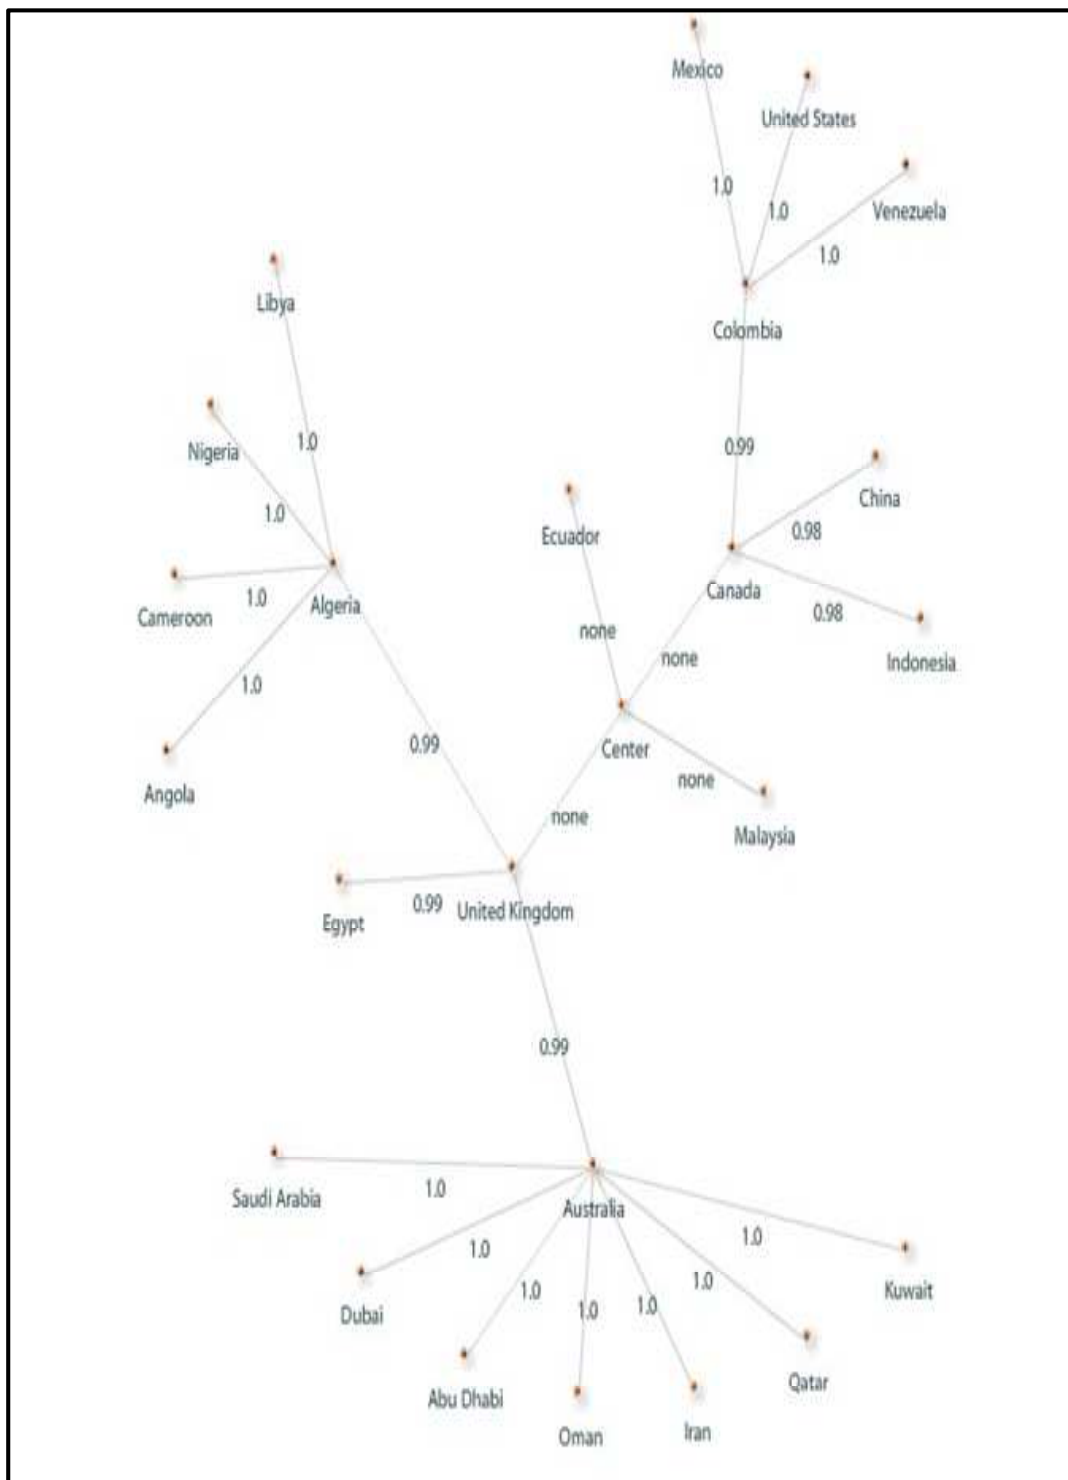 Mexico
United States
1.0
1.0
Venezuela
1.0
Libya
Colombia
1.0
Nigeria
0.99
China
1.0
Ecuador
0.98
Canada
Cameroon
1.0
Algeria
0.98
none
none
Indonesia
1.0
0.99
Center
none
Angola
none
Malaysia
Egypt
0.99
United Kingdom
0.99
Saudi Arabia
1.0
Australia
1.0
1.0
1.0
1.0
1.0
1.0
Kuwait
Dubai
Qatar
Abu Dhabi
Oman
Iran